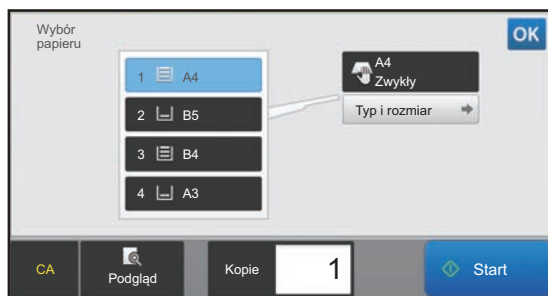 Wybór
papieru
OK
1 A4
2 B5
3 B4
4 A3
A4
Zwykły
Typ i rozmiar
CA
Podgląd
Kopie
1
Start